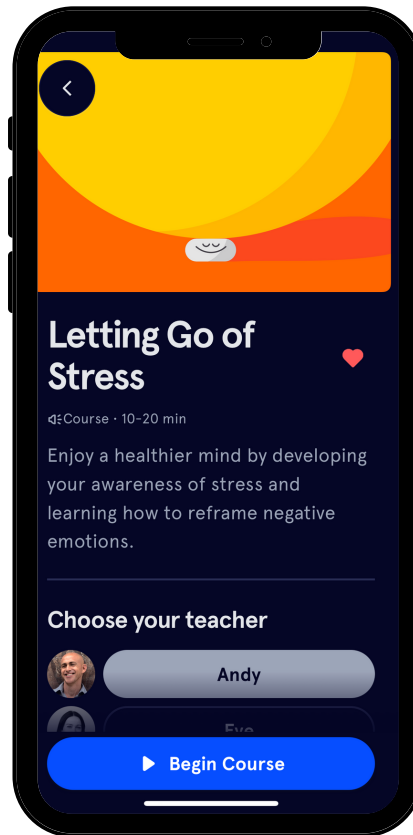 Letting Go of
Stress
Course · 10-20 min
Enjoy a healthier mind by developing
your awareness of stress and
learning how to reframe negative
emotions.
Choose your teacher
Andy
Eve
Begin Course